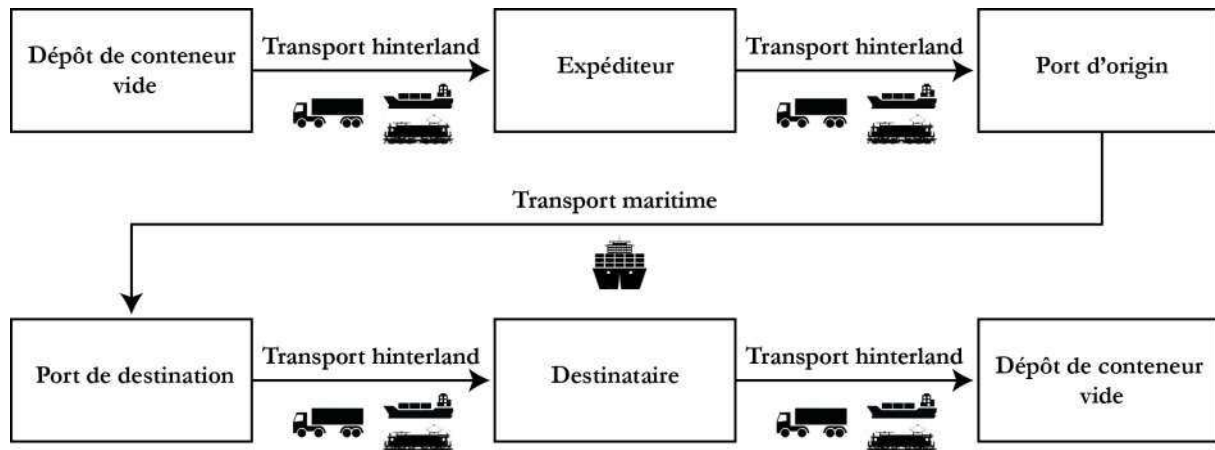 Transport hinterland
Transport hinterland
Dépôt de conteneur
vide
Expéditeur
Port d'origin
Transport maritime
Transport hinterland
Transport hinterland
Port de destination
Destinataire
Dépôt de conteneur
vide